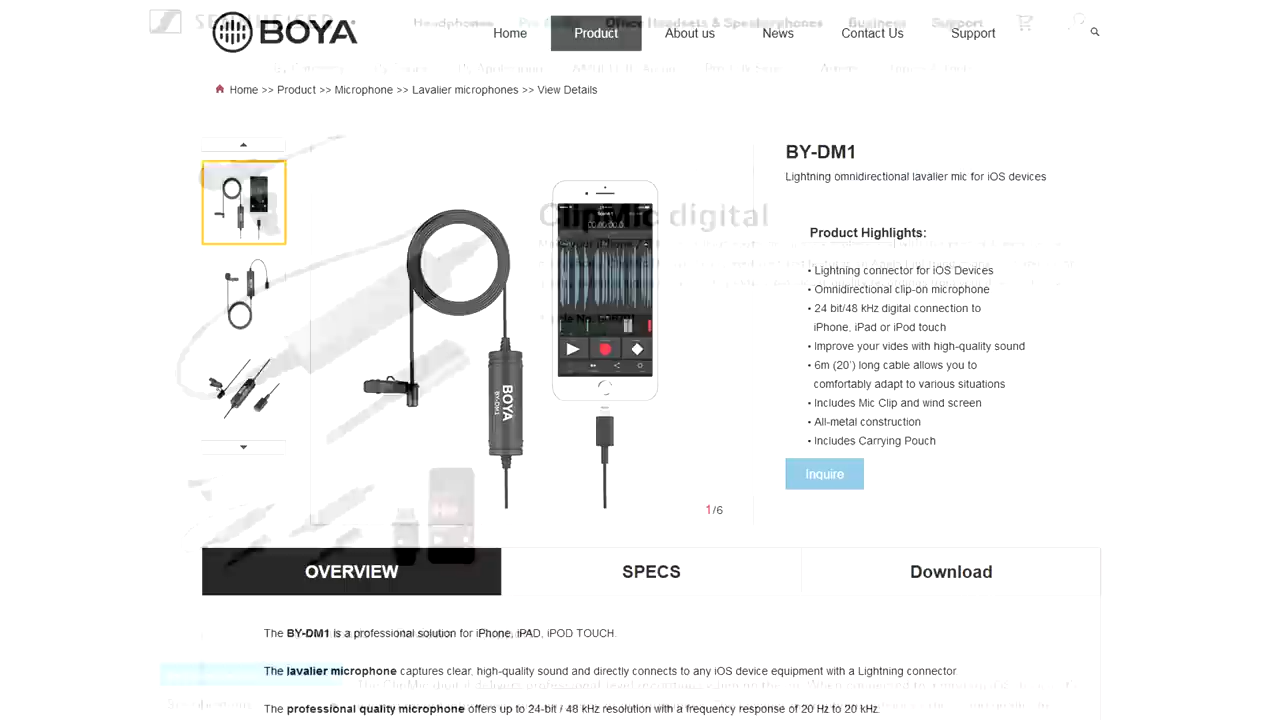 BOYA
Home Product About us News Contact Us Support
Home >> Product >> Microphone >> Lavalier microphones >> View Details
BY-DM1
Lightning omnidirectional lavalier mic for iOS devices
ClipMic digital
Product Highlights:
• Lightning connector for iOS Devices
• Omnidirectional clip-on microphone
• 24 bit/48 kHz digital connection to
iPhone, iPad or iPod touch
• Improve your vides with high-quality sound
• 6m (20') long cable allows you to
comfortably adapt to various situations
• Includes Mic Clip and wind screen
• All-metal construction
• Includes Carrying Pouch
BOYA
BY-DM1
Inquire
1/6
OVERVIEW SPECS Download
The BY-DM1 is a professional solution for iPhone, iPAD, iPOD TOUCH.
The lavalier microphone captures clear, high-quality sound and directly connects to any iOS device equipment with a Lightning connector
The professional quality microphone offers up to 24-bit / 48 kHz resolution with a frequency response of 20 Hz to 20 kHz.